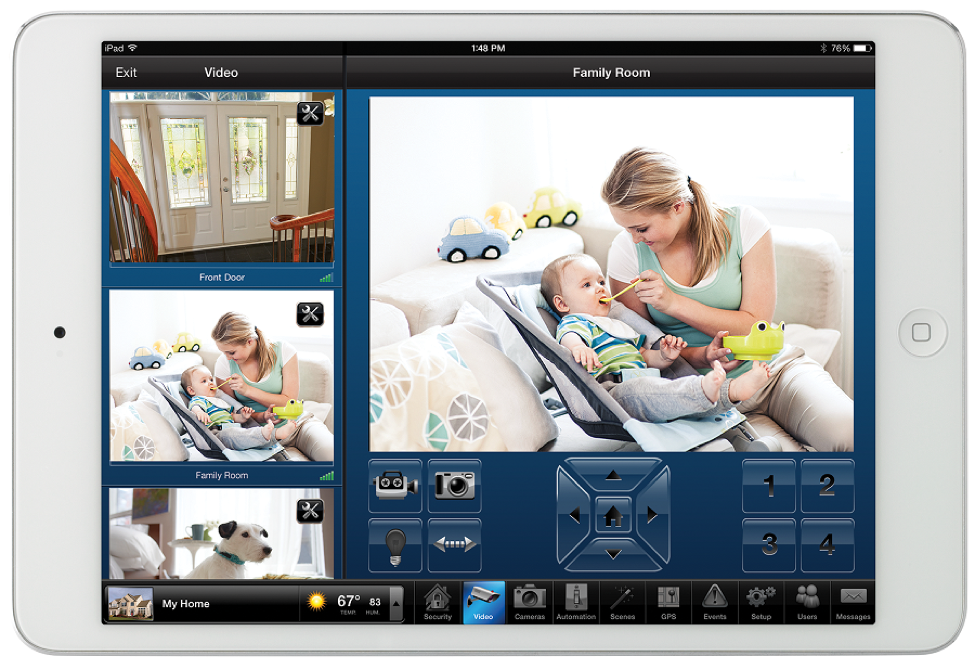 iPad 1:48 PM 76%
Exit Video Family Room
Front Door
Family Room
1 2
3 4
My Home 67° TEMP. 83 HUM.
Security Video Cameras Automation Scenes GPS Events Setup Users Messages